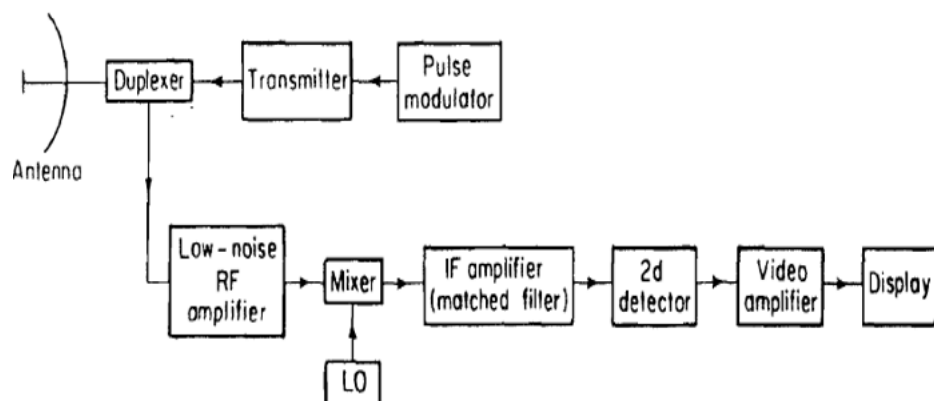 Duplexer
Transmitter
Pulse
modulator
Antenna
Low-noise
RF
amplifier
Mixer
IF amplifier
(matched filter)
2d
detector
Video
amplifier
Display
LO